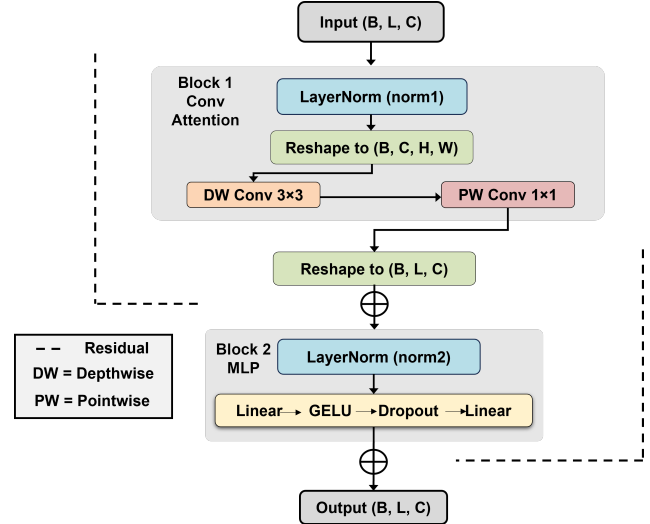 Input (B, L, C)
Block 1
Conv
Attention
LayerNorm (norm1)
Reshape to (B, C, H, W)
DW Conv 3×3
PW Conv 1×1
Reshape to (B, L, C)
Residual
DW = Depthwise
PW = Pointwise
Block 2
MLP
LayerNorm (norm2)
Linear GELU Dropout Linear
Output (B, L, C)